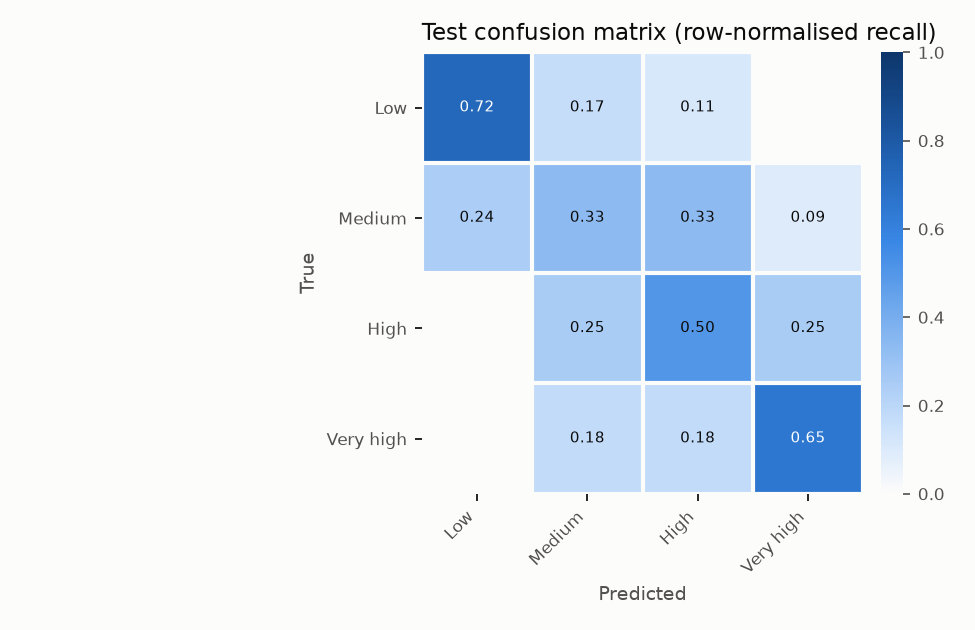 Test confusion matrix (row-normalised recall)
True
Low 0.72 0.17 0.11
Medium 0.24 0.33 0.33 0.09
High 0.25 0.50 0.25
Very high 0.18 0.18 0.65
Low Medium High Very high
Predicted
1.0
0.8
0.6
0.4
0.2
0.0